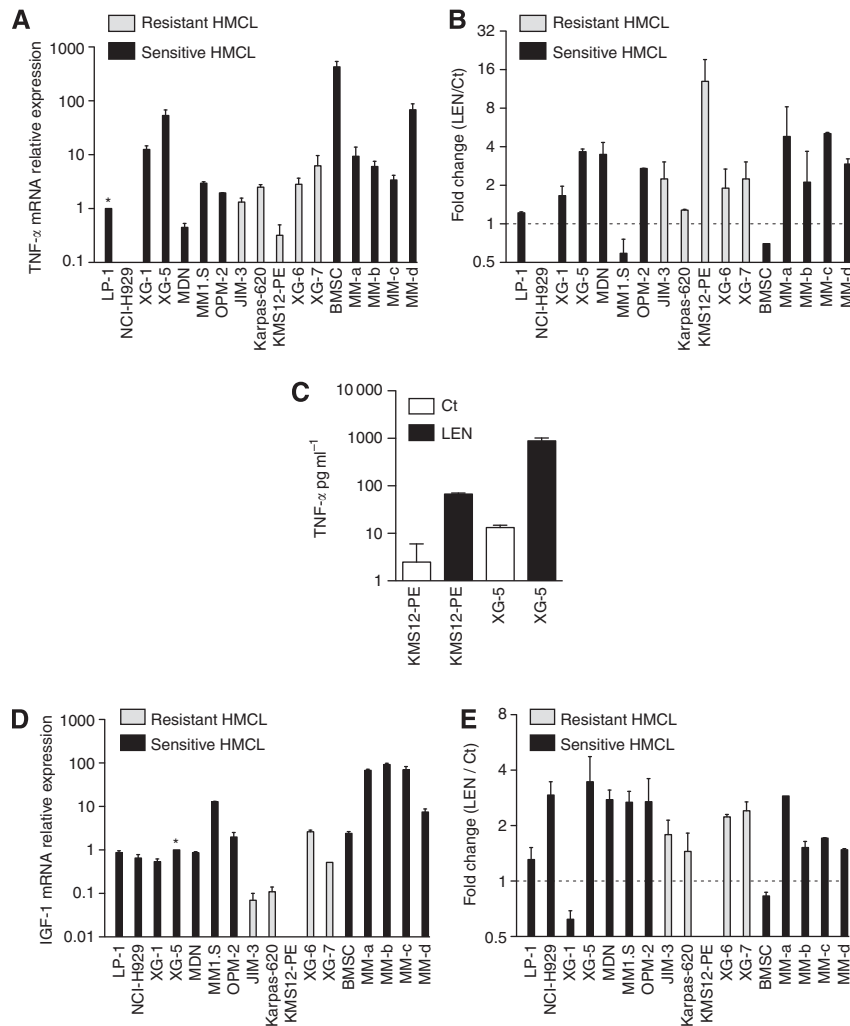 A
Resistant HMCL
Sensitive HMCL
TNF-α mRNA relative expression
1000
100
10
1
0.1
*
LP-1
NCI-H929
XG-1
XG-5
MDN
MM1.S
OPM-2
JIM-3
Karpas-620
KMS12-PE
XG-6
XG-7
BMSC
MM-a
MM-b
MM-c
MM-d
B
Resistant HMCL
Sensitive HMCL
Fold change (LEN/Ct)
32
16
8
4
2
1
0.5
LP-1
NCI-H929
XG-1
XG-5
MDN
MM1.S
OPM-2
JIM-3
Karpas-620
KMS12-PE
XG-6
XG-7
BMSC
MM-a
MM-b
MM-c
MM-d
C
Ct
LEN
TNF-α pg ml⁻¹
10 000
1000
100
10
1
KMS12-PE
KMS12-PE
XG-5
XG-5
D
Resistant HMCL
Sensitive HMCL
IGF-1 mRNA relative expression
1000
100
10
1
0.1
0.01
*
LP-1
NCI-H929
XG-1
XG-5
MDN
MM1.S
OPM-2
JIM-3
Karpas-620
KMS12-PE
XG-6
XG-7
BMSC
MM-a
MM-b
MM-c
MM-d
E
Resistant HMCL
Sensitive HMCL
Fold change (LEN / Ct)
8
4
2
1
0.5
LP-1
NCI-H929
XG-1
XG-5
MDN
MM1.S
OPM-2
JIM-3
Karpas-620
KMS12-PE
XG-6
XG-7
BMSC
MM-a
MM-b
MM-c
MM-d